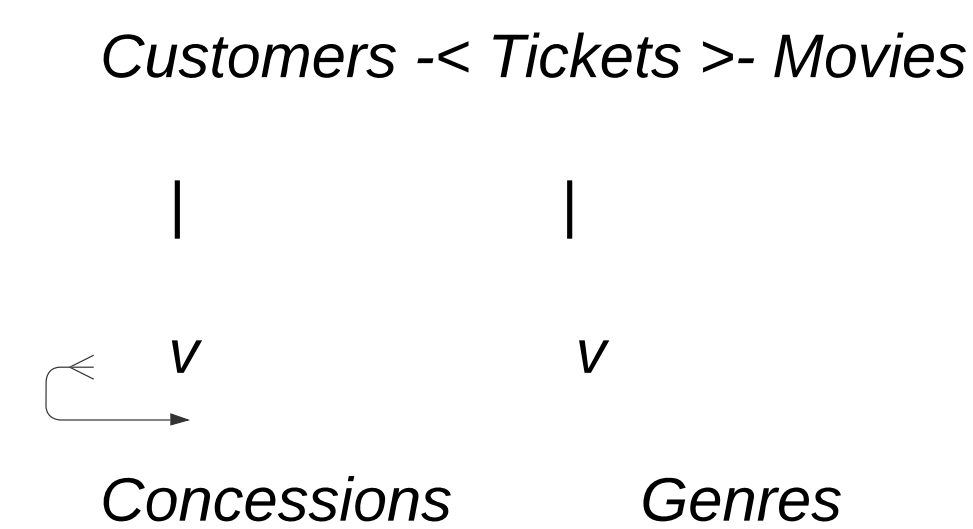 Customers -< Tickets >- Movies
| |
v v
Concessions Genres